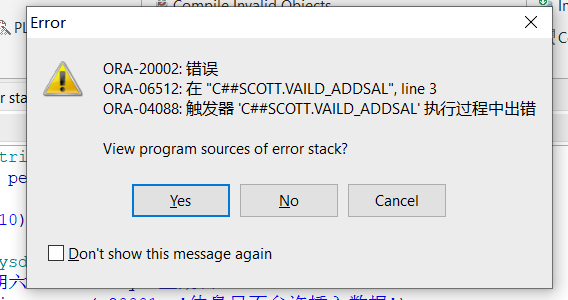 Compile Invalid Objects
PL
Error
ORA-20002: 错误
ORA-06512: 在 "C##SCOTT.VAILD_ADDSAL", line 3
ORA-04088: 触发器 'C##SCOTT.VAILD_ADDSAL' 执行过程中出错
View program sources of error stack?
Yes
No
Cancel
Don't show this message again
or sta
tri
pe
10)
ysd
期六